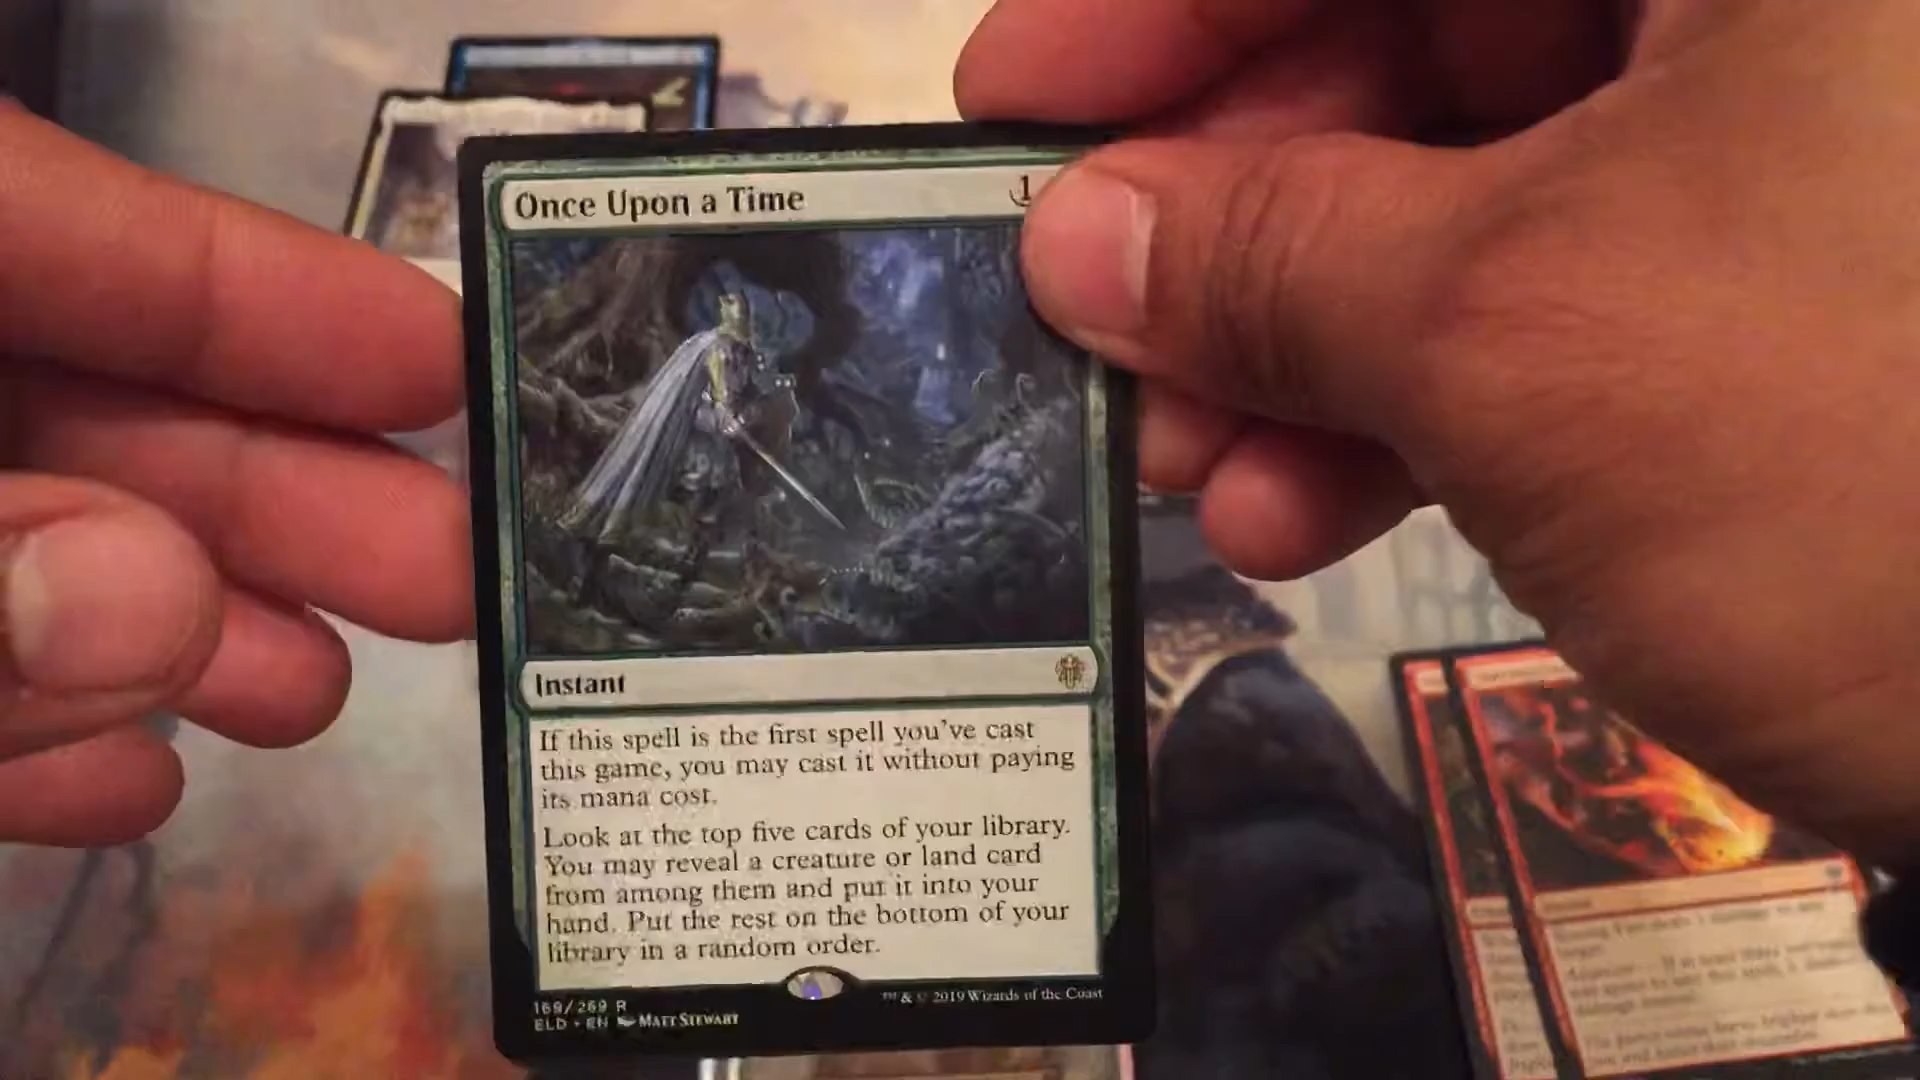 Once Upon a Time 1
Instant
If this spell is the first spell you've cast
this game, you may cast it without paying
its mana cost.
Look at the top five cards of your library.
You may reveal a creature or land card
from among them and put it into your
hand. Put the rest on the bottom of your
library in a random order.
169/269 R
ELD • EN MATT STEWART
™ & © 2019 Wizards of the Coast